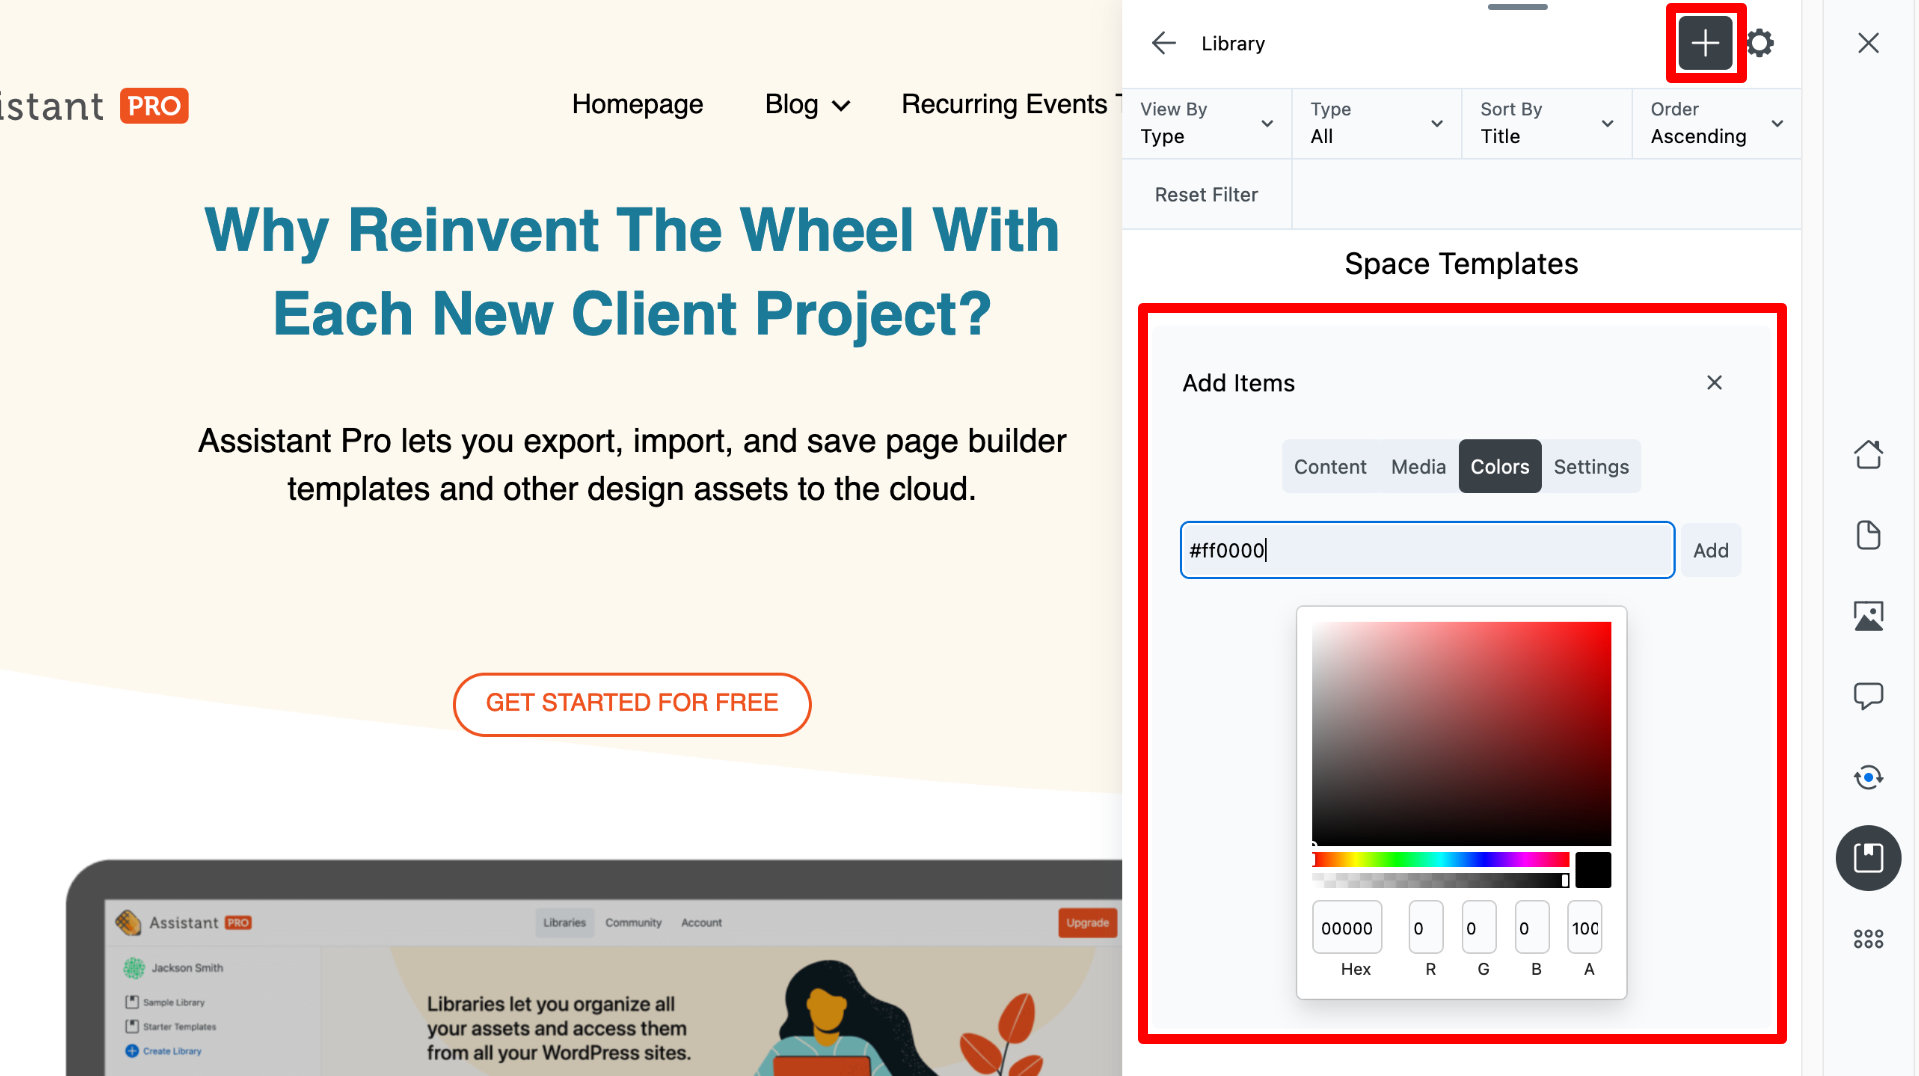 istant PRO
Homepage Blog Recurring Events
Why Reinvent The Wheel With
Each New Client Project?
Assistant Pro lets you export, import, and save page builder
templates and other design assets to the cloud.
GET STARTED FOR FREE
Assistant PRO
Libraries Community Account Upgrade
Jackson Smith
Sample Library
Starter Templates
Create Library
Libraries let you organize all
your assets and access them
from all your WordPress sites.
Library
View By Type Sort By Order
Type All Title Ascending
Reset Filter
Space Templates
Add Items
Content Media Colors Settings
#ff0000 Add
00000 0 0 0 100
Hex R G B A